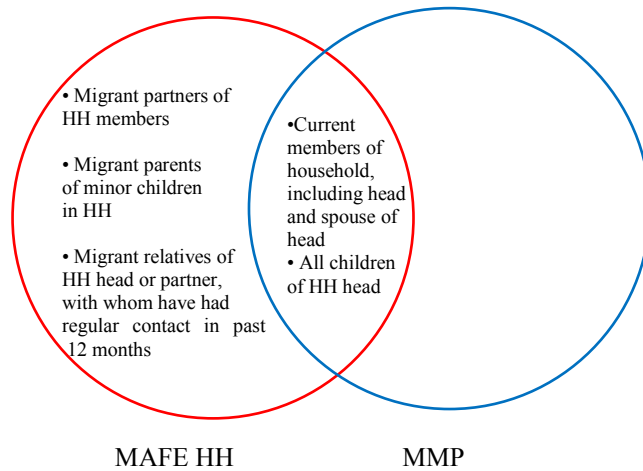 • Migrant partners of
HH members
• Migrant parents
of minor children
in HH
• Migrant relatives of
HH head or partner,
with whom have had
regular contact in past
12 months
•Current
members of
household,
including head
and spouse of
head
• All children
of HH head
MAFE HH
MMP